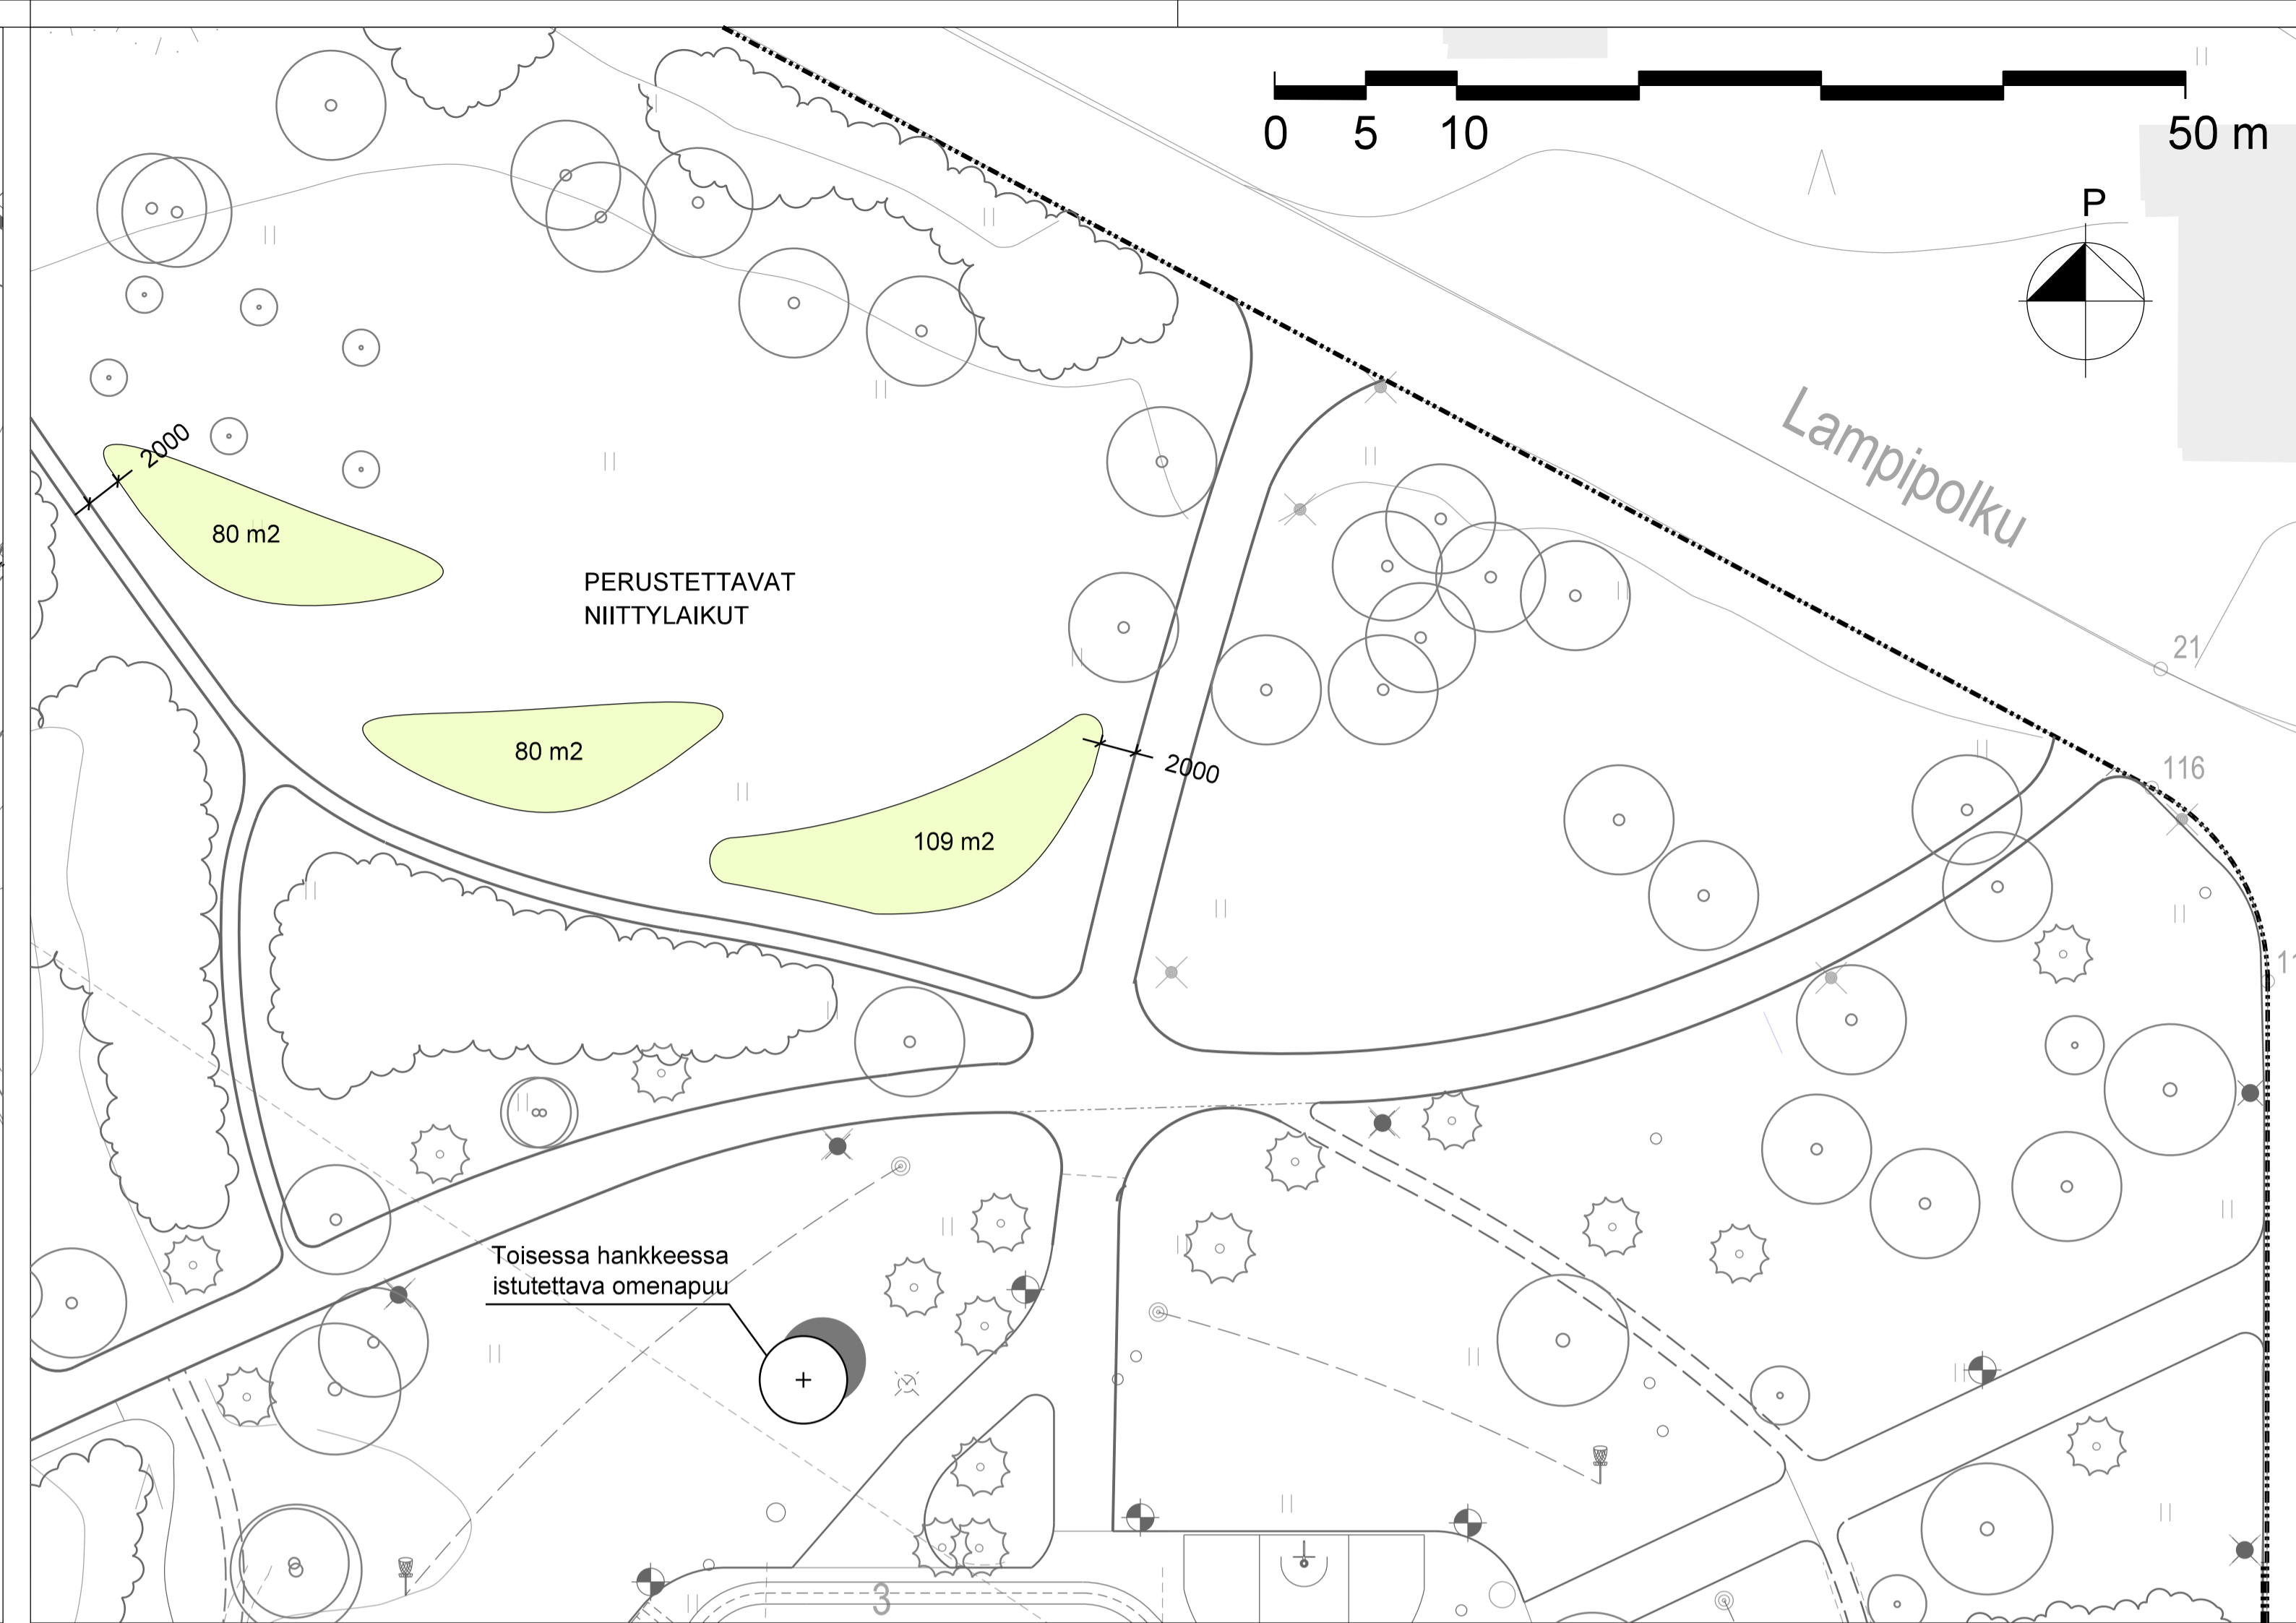 0 5 10 50 m
P
Lampipolku
2000
80 m2
PERUSTETTAVAT
NIITTYLAIKUT
21
80 m2
2000
116
109 m2
Toisessa hankkeessa
istutettava omenapuu
3